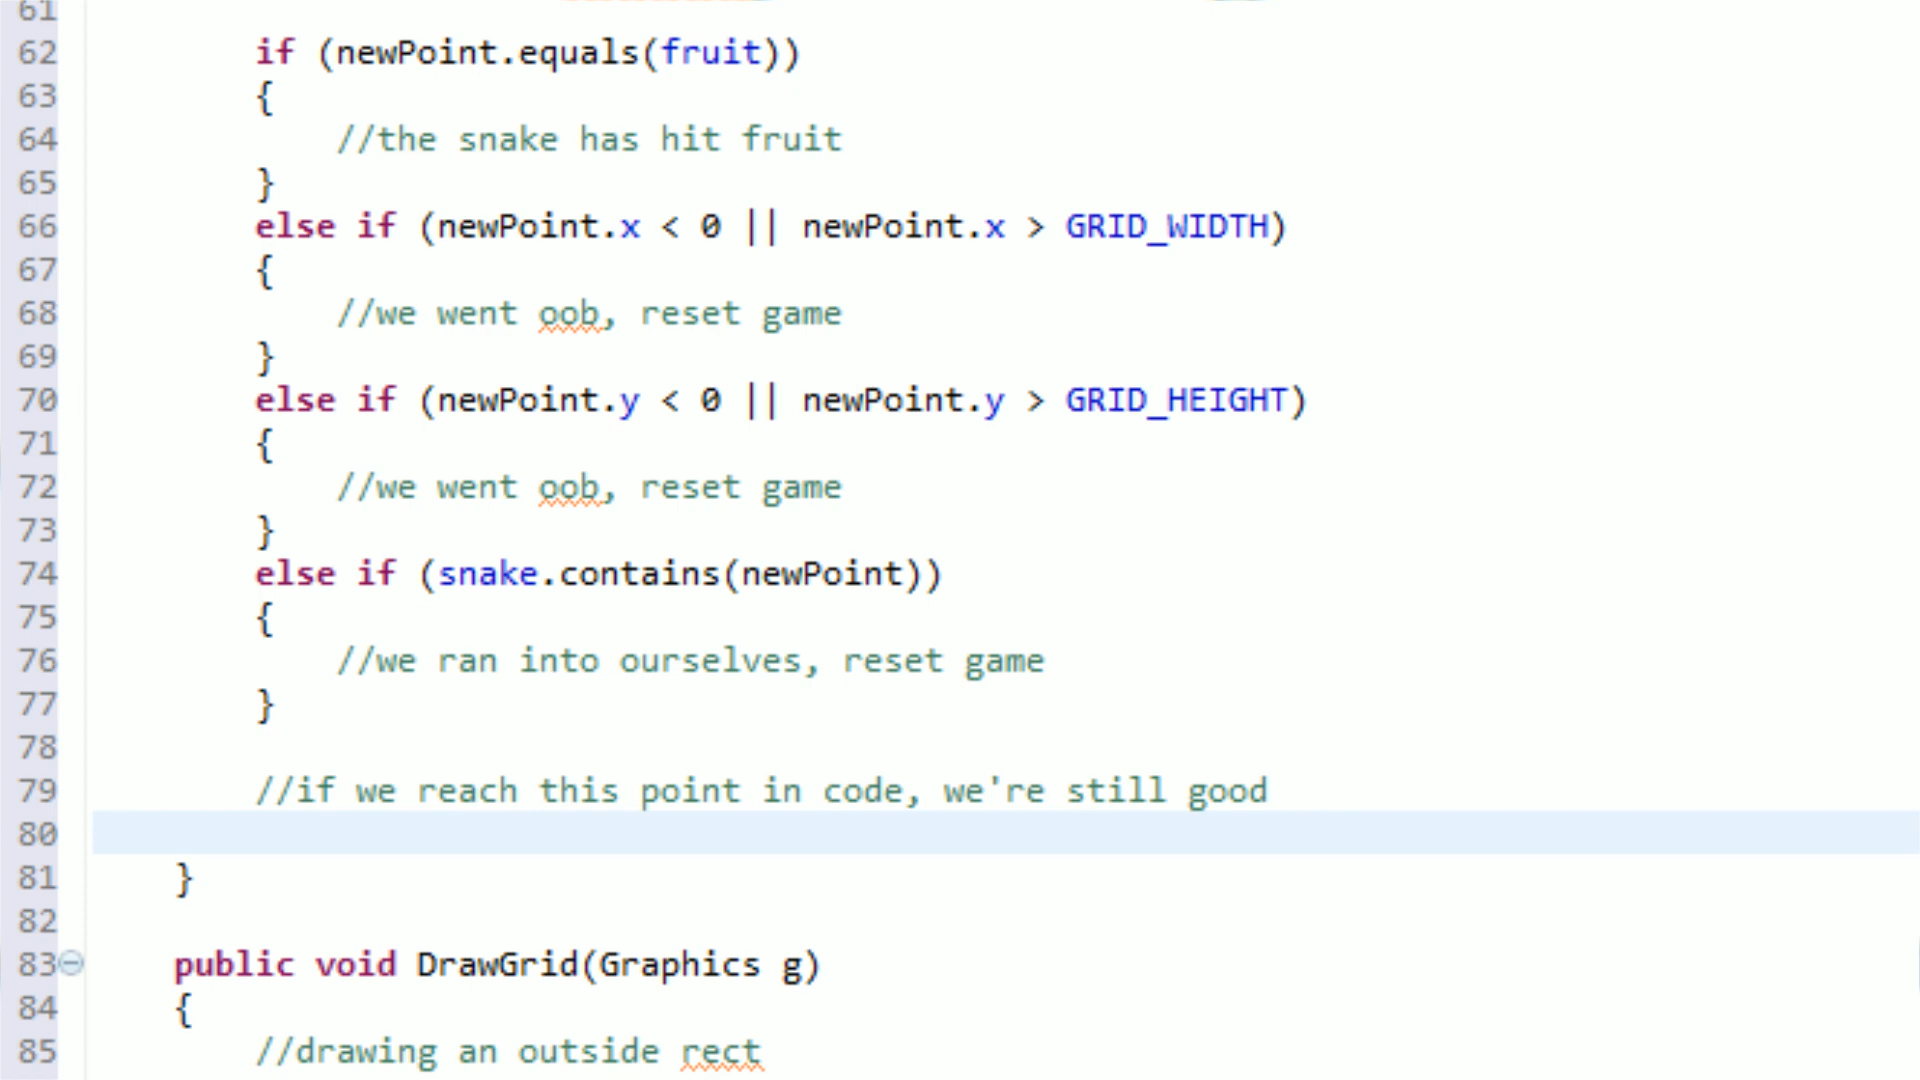 61
62 if (newPoint.equals(fruit))
63 {
64 //the snake has hit fruit
65 }
66 else if (newPoint.x < 0 || newPoint.x > GRID_WIDTH)
67 {
68 //we went oob, reset game
69 }
70 else if (newPoint.y < 0 || newPoint.y > GRID_HEIGHT)
71 {
72 //we went oob, reset game
73 }
74 else if (snake.contains(newPoint))
75 {
76 //we ran into ourselves, reset game
77 }
78
79 //if we reach this point in code, we're still good
80
81 }
82
83 public void DrawGrid(Graphics g)
84 {
85 //drawing an outside rect